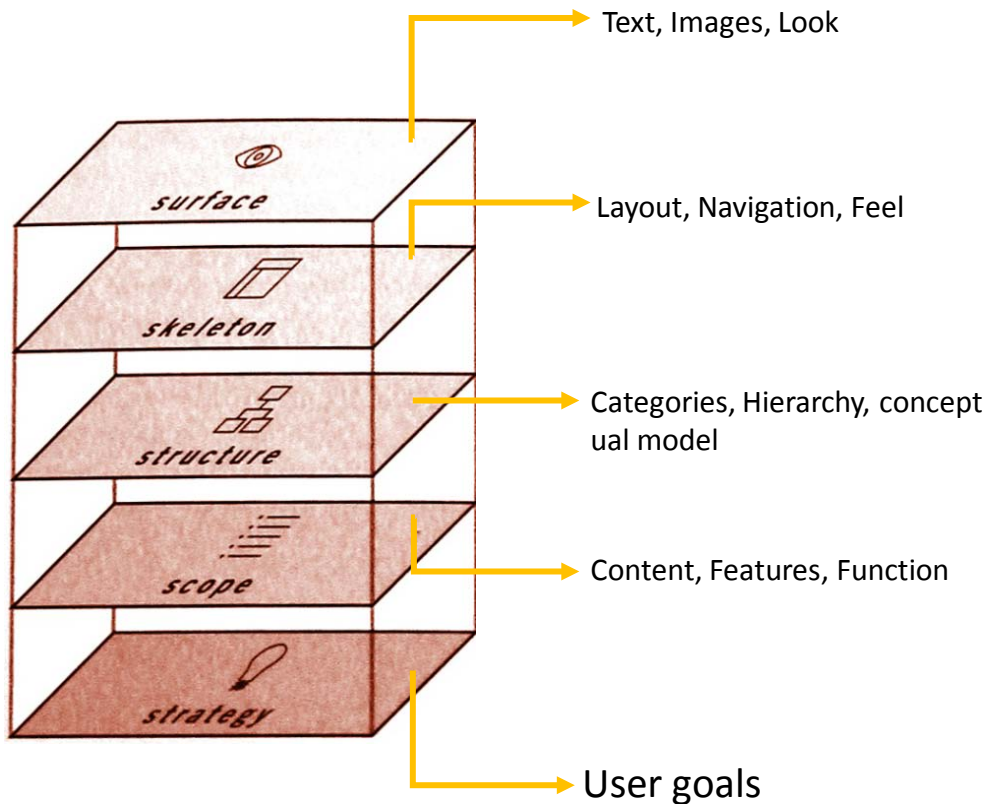 Text, Images, Look
surface
Layout, Navigation, Feel
skeleton
Categories, Hierarchy, concept
ual model
structure
Content, Features, Function
scope
strategy
User goals